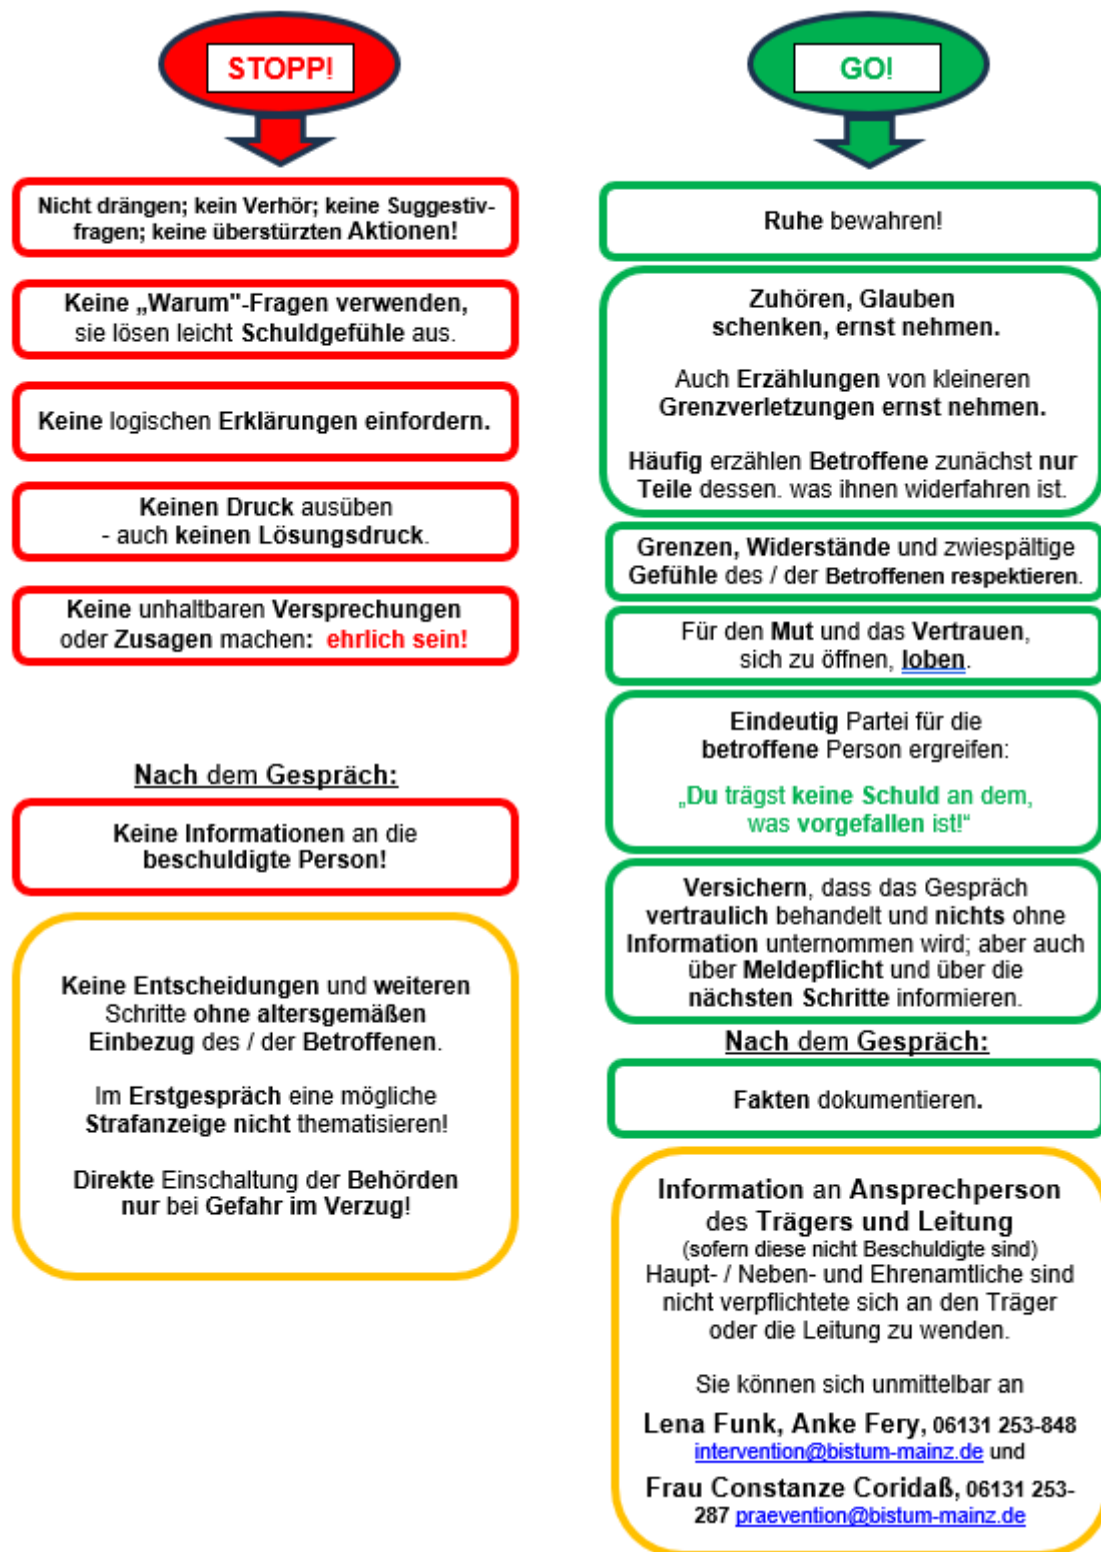 STOPP!
Nicht drängen; kein Verhör; keine Suggestiv-
fragen; keine überstürzten Aktionen!
Keine „Warum"-Fragen verwenden,
sie lösen leicht Schuldgefühle aus.
Keine logischen Erklärungen einfordern.
Keinen Druck ausüben
- auch keinen Lösungsdruck.
Keine unhaltbaren Versprechungen
oder Zusagen machen: ehrlich sein!
Nach dem Gespräch:
Keine Informationen an die
beschuldigte Person!
Keine Entscheidungen und weiteren
Schritte ohne altersgemäßen
Einbezug des / der Betroffenen.
Im Erstgespräch eine mögliche
Strafanzeige nicht thematisieren!
Direkte Einschaltung der Behörden
nur bei Gefahr im Verzug!
GO!
Ruhe bewahren!
Zuhören, Glauben
schenken, ernst nehmen.
Auch Erzählungen von kleineren
Grenzverletzungen ernst nehmen.
Häufig erzählen Betroffene zunächst nur
Teile dessen. was ihnen widerfahren ist.
Grenzen, Widerstände und zwiespältige
Gefühle des / der Betroffenen respektieren.
Für den Mut und das Vertrauen,
sich zu öffnen, loben.
Eindeutig Partei für die
betroffene Person ergreifen:
„Du trägst keine Schuld an dem,
was vorgefallen ist!“
Versichern, dass das Gespräch
vertraulich behandelt und nichts ohne
Information unternommen wird; aber auch
über Meldepflicht und über die
nächsten Schritte informieren.
Nach dem Gespräch:
Fakten dokumentieren.
Information an Ansprechperson
des Trägers und Leitung
(sofern diese nicht Beschuldigte sind)
Haupt- / Neben- und Ehrenamtliche sind
nicht verpflichtete sich an den Träger
oder die Leitung zu wenden.
Sie können sich unmittelbar an
Lena Funk, Anke Fery, 06131 253-848
intervention@bistum-mainz.de und
Frau Constanze Coridaß, 06131 253-
287 praevention@bistum-mainz.de